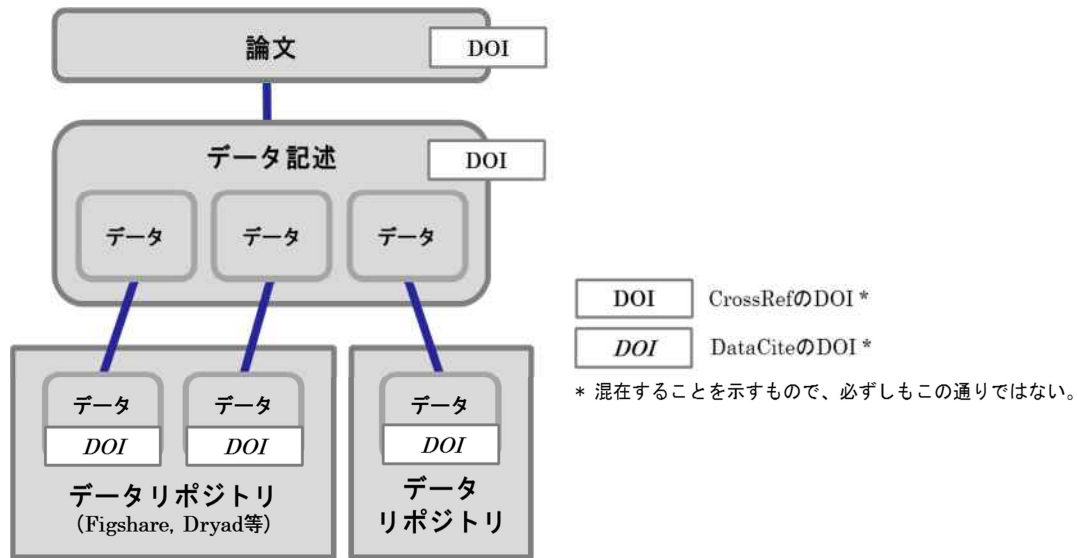 論文
DOI
データ記述
DOI
データ
データ
データ
データ
DOI
データ
DOI
データリポジトリ
(Figshare, Dryad等)
データ
DOI
データ
リポジトリ
DOI CrossRefのDOI *
DOI DataCiteのDOI *
* 混在することを示すもので、必ずしもこの通りではない。